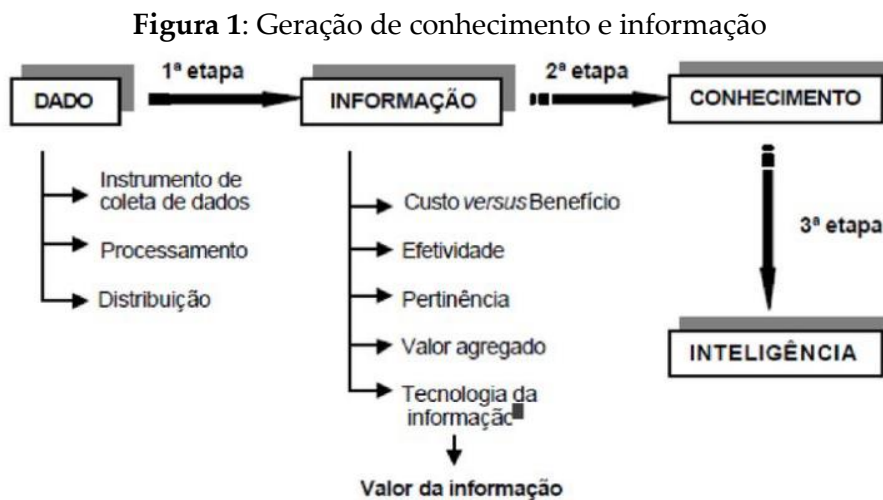 Figura 1: Geração de conhecimento e informação
DADO
1ª etapa
INFORMAÇÃO
2ª etapa
CONHECIMENTO
Instrumento de
coleta de dados
Processamento
Distribuição
Custo versus Benefício
Efetividade
Pertinência
Valor agregado
Tecnologia da
informação
Valor da informação
3ª etapa
INTELIGÊNCIA